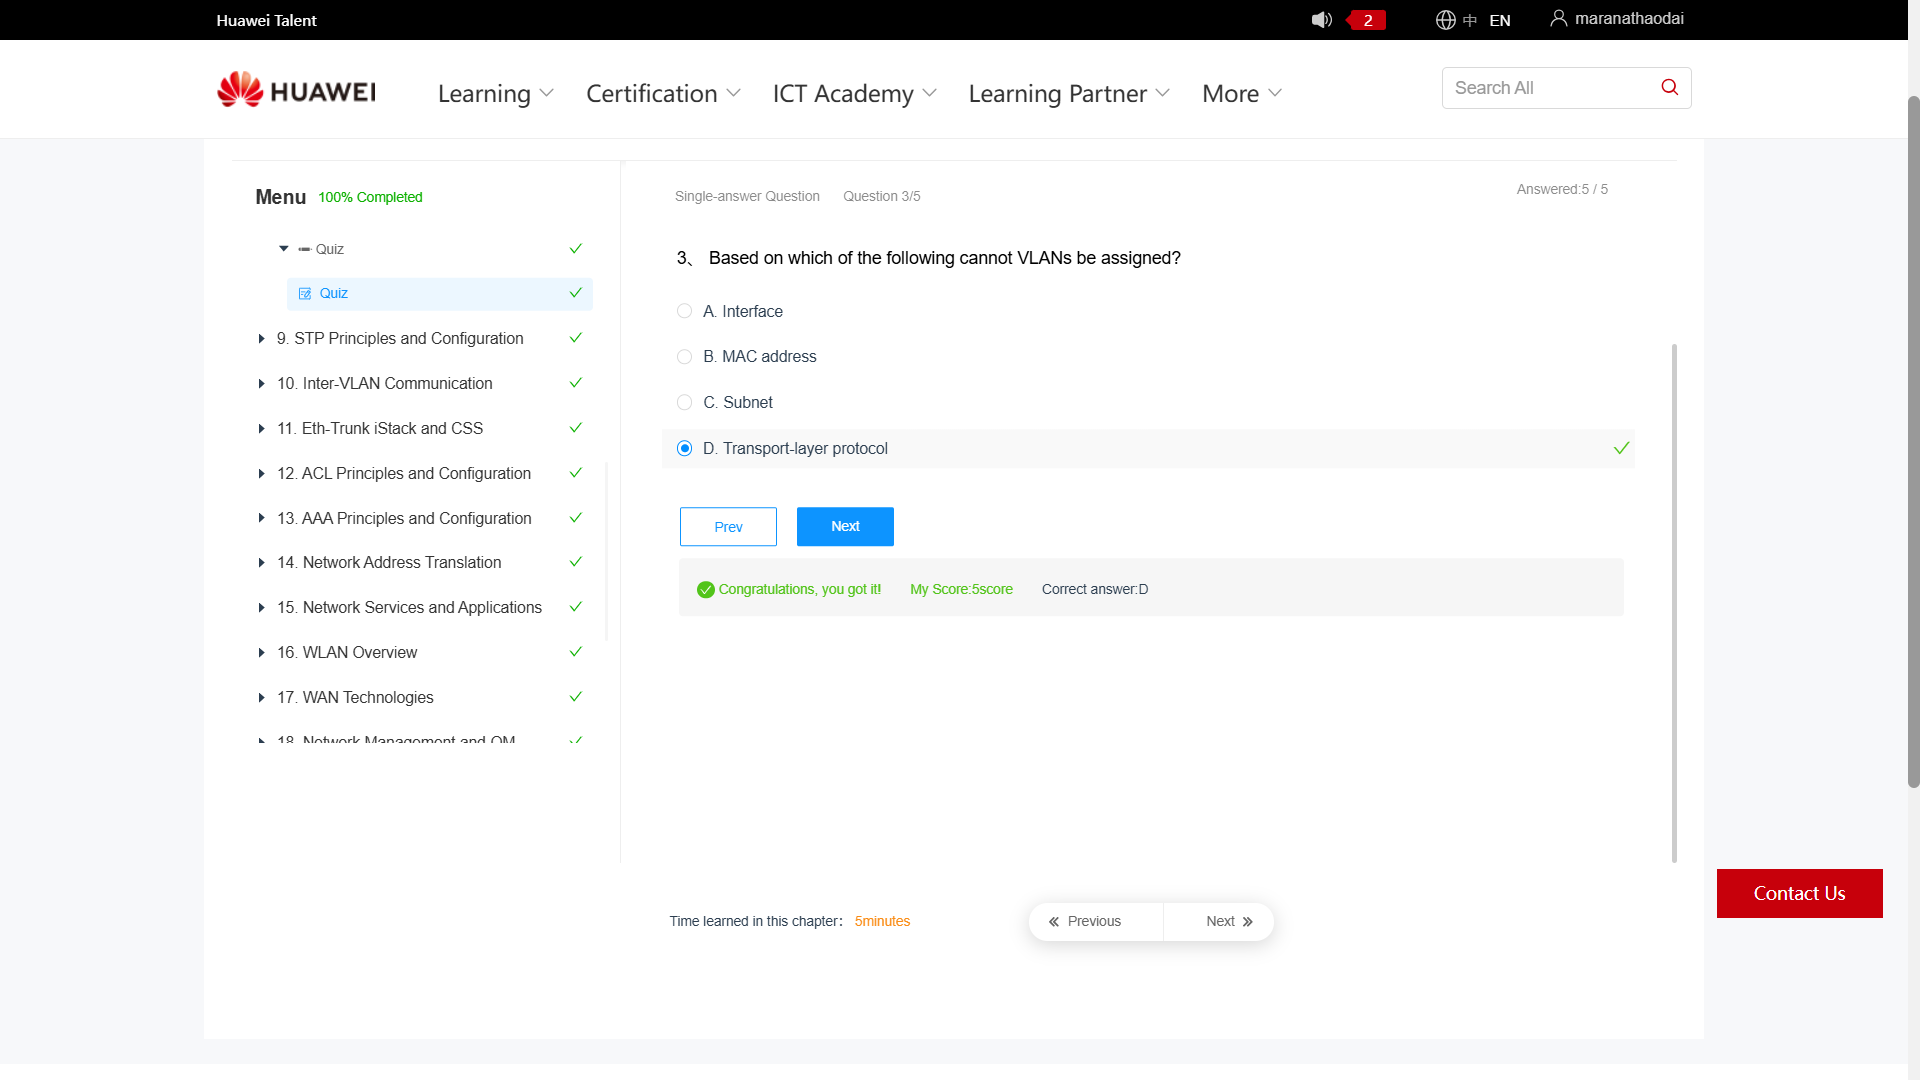 Huawei Talent
2
中 EN
maranathaodai
HUAWEI
Learning
Certification
ICT Academy
Learning Partner
More
Search All
Menu 100% Completed
Quiz
Quiz
9. STP Principles and Configuration
10. Inter-VLAN Communication
11. Eth-Trunk iStack and CSS
12. ACL Principles and Configuration
13. AAA Principles and Configuration
14. Network Address Translation
15. Network Services and Applications
16. WLAN Overview
17. WAN Technologies
18. Network Management and OM
Single-answer Question Question 3/5
Answered:5 / 5
3、 Based on which of the following cannot VLANs be assigned?
A. Interface
B. MAC address
C. Subnet
D. Transport-layer protocol
Prev
Next
Congratulations, you got it! My Score:5score Correct answer:D
Time learned in this chapter: 5minutes
« Previous
Next »
Contact Us